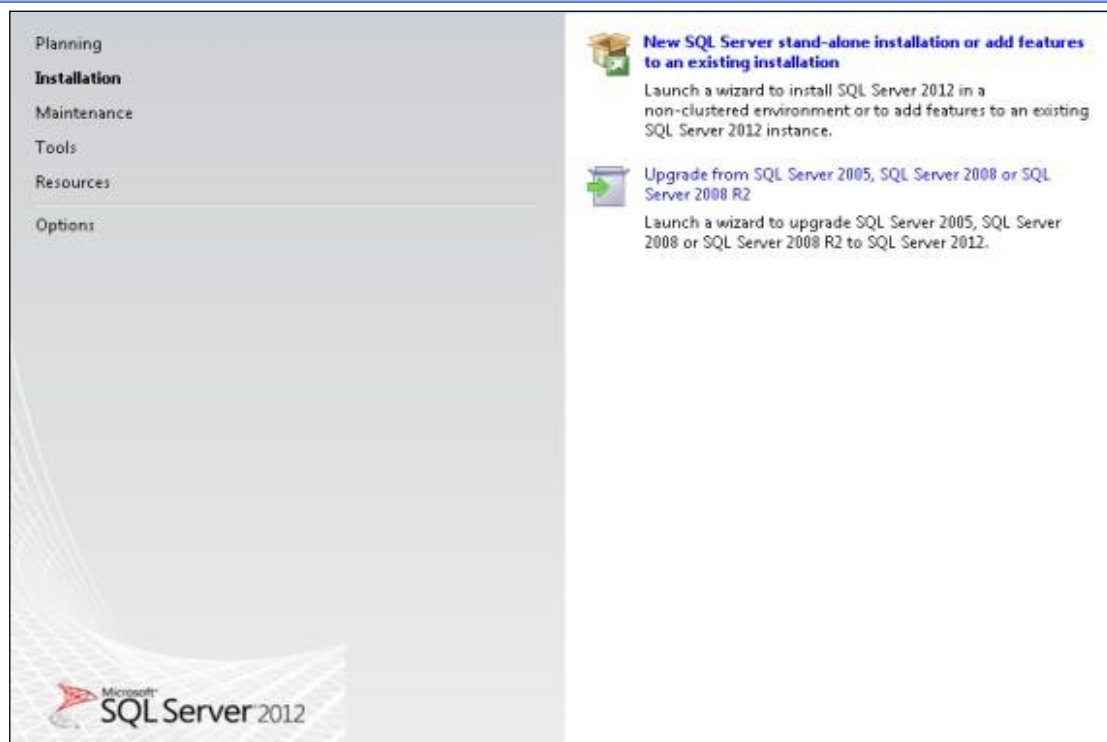 Planning
Installation
Maintenance
Tools
Resources
Options
New SQL Server stand-alone installation or add features
to an existing installation
Launch a wizard to install SQL Server 2012 in a
non-clustered environment or to add features to an existing
SQL Server 2012 instance.
Upgrade from SQL Server 2005, SQL Server 2008 or SQL
Server 2008 R2
Launch a wizard to upgrade SQL Server 2005, SQL Server
2008 or SQL Server 2008 R2 to SQL Server 2012.
Microsoft®
SQL Server 2012